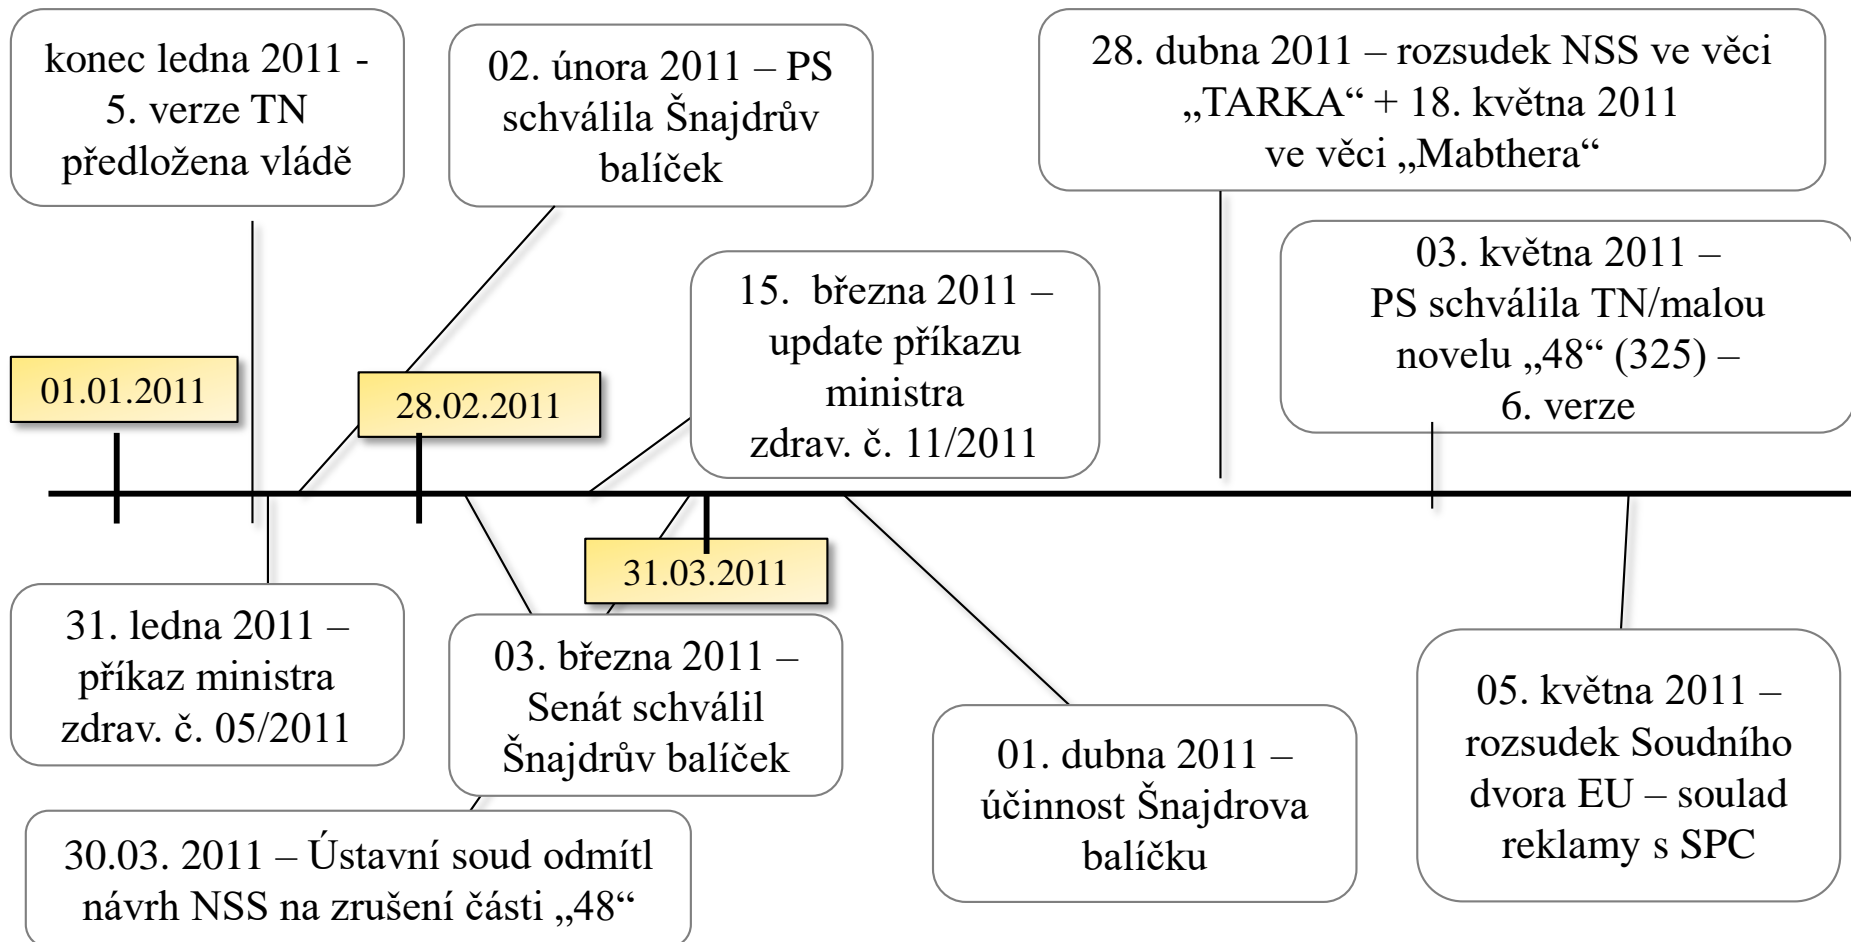 konec ledna 2011 -
5. verze TN
předložena vládě
02. února 2011 – PS
schválila Šnajdrův
balíček
28. dubna 2011 – rozsudek NSS ve věci
„TARKA“ + 18. května 2011
ve věci „Mabthera“
15. března 2011 –
update příkazu
ministra
zdrav. č. 11/2011
03. května 2011 –
PS schválila TN/malou
novelu „48“ (325) –
6. verze
01.01.2011
28.02.2011
31.03.2011
31. ledna 2011 –
příkaz ministra
zdrav. č. 05/2011
03. března 2011 –
Senát schválil
Šnajdrův balíček
01. dubna 2011 –
účinnost Šnajdrova
balíčku
05. května 2011 –
rozsudek Soudního
dvora EU – soulad
reklamy s SPC
30.03. 2011 – Ústavní soud odmítl
návrh NSS na zrušení části „48“